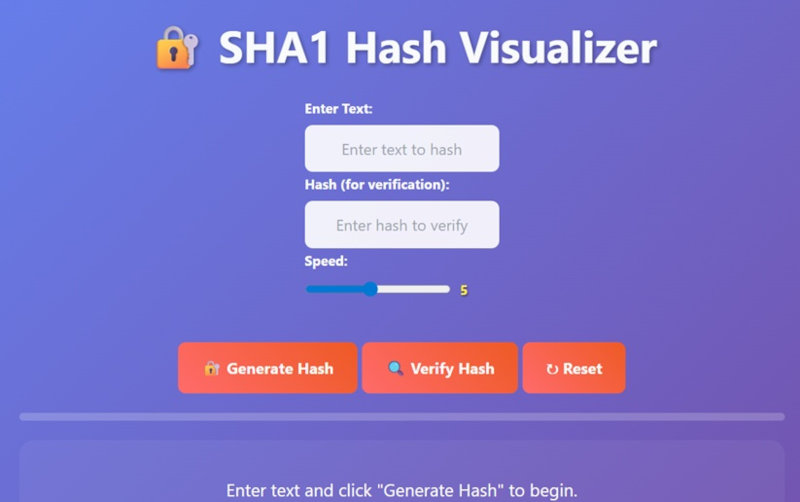 🔐 SHA1 Hash Visualizer
Enter Text:
Enter text to hash
Hash (for verification):
Enter hash to verify
Speed:
5
🔐 Generate Hash 🔍 Verify Hash ↻ Reset
Enter text and click "Generate Hash" to begin.